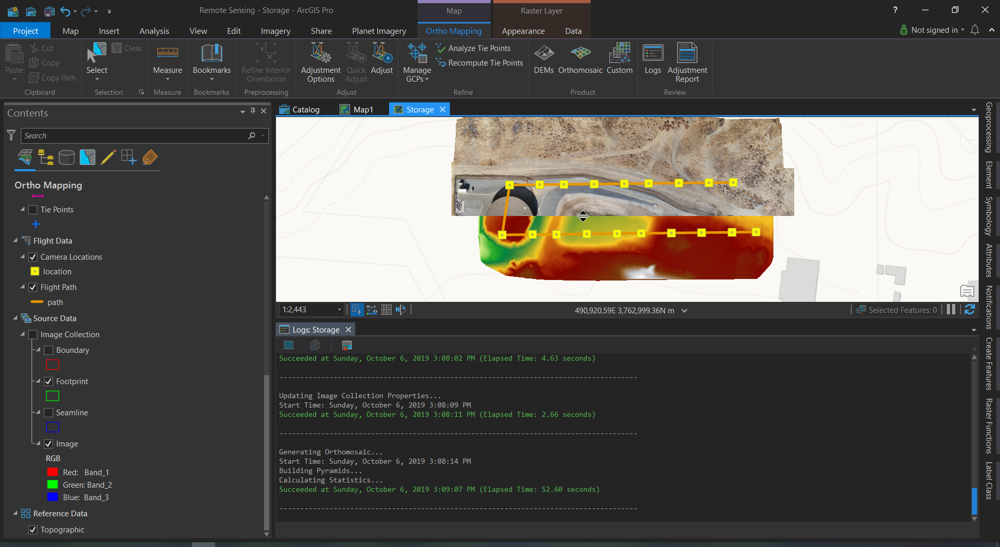 Remote Sensing - Storage - ArcGIS Pro
Map
Raster Layer
?
Project
Map
Insert
Analysis
View
Edit
Imagery
Share
Planet Imagery
Ortho Mapping
Appearance
Data
Not signed in
Paste
Cut
Copy
Copy Path
Clipboard
Select
Clear
Selection
Measure
Measure
Bookmarks
Bookmarks
Refine Interior
Orientation
Preprocessing
Adjustment
Options
Quick
Adjust
Adjust
Adjust
Manage
GCPs
Analyze Tie Points
Recompute Tie Points
Refine
DEMs
Orthomosaic
Custom
Product
Logs
Adjustment
Report
Review
Contents
Search
Ortho Mapping
Tie Points
Flight Data
Camera Locations
location
Flight Path
path
Source Data
Image Collection
Boundary
Footprint
Seamline
Image
RGB
Red: Band_1
Green: Band_2
Blue: Band_3
Reference Data
Topographic
Catalog
Map1
Storage
1:2,443
490,920.59E 3,762,999.36N m
Selected Features: 0
Logs: Storage
Succeeded at Sunday, October 6, 2019 3:08:02 PM (Elapsed Time: 4.63 seconds)
--------------------------------------------------------------------------------------
Updating Image Collection Properties...
Start Time: Sunday, October 6, 2019 3:08:09 PM
Succeeded at Sunday, October 6, 2019 3:08:11 PM (Elapsed Time: 2.66 seconds)
--------------------------------------------------------------------------------------
Generating Orthomosaic...
Start Time: Sunday, October 6, 2019 3:08:14 PM
Building Pyramids...
Calculating Statistics...
Succeeded at Sunday, October 6, 2019 3:09:07 PM (Elapsed Time: 52.60 seconds)
--------------------------------------------------------------------------------------
Geoprocessing
Element
Symbology
Attributes
Notifications
Create Features
Raster Functions
Label Class